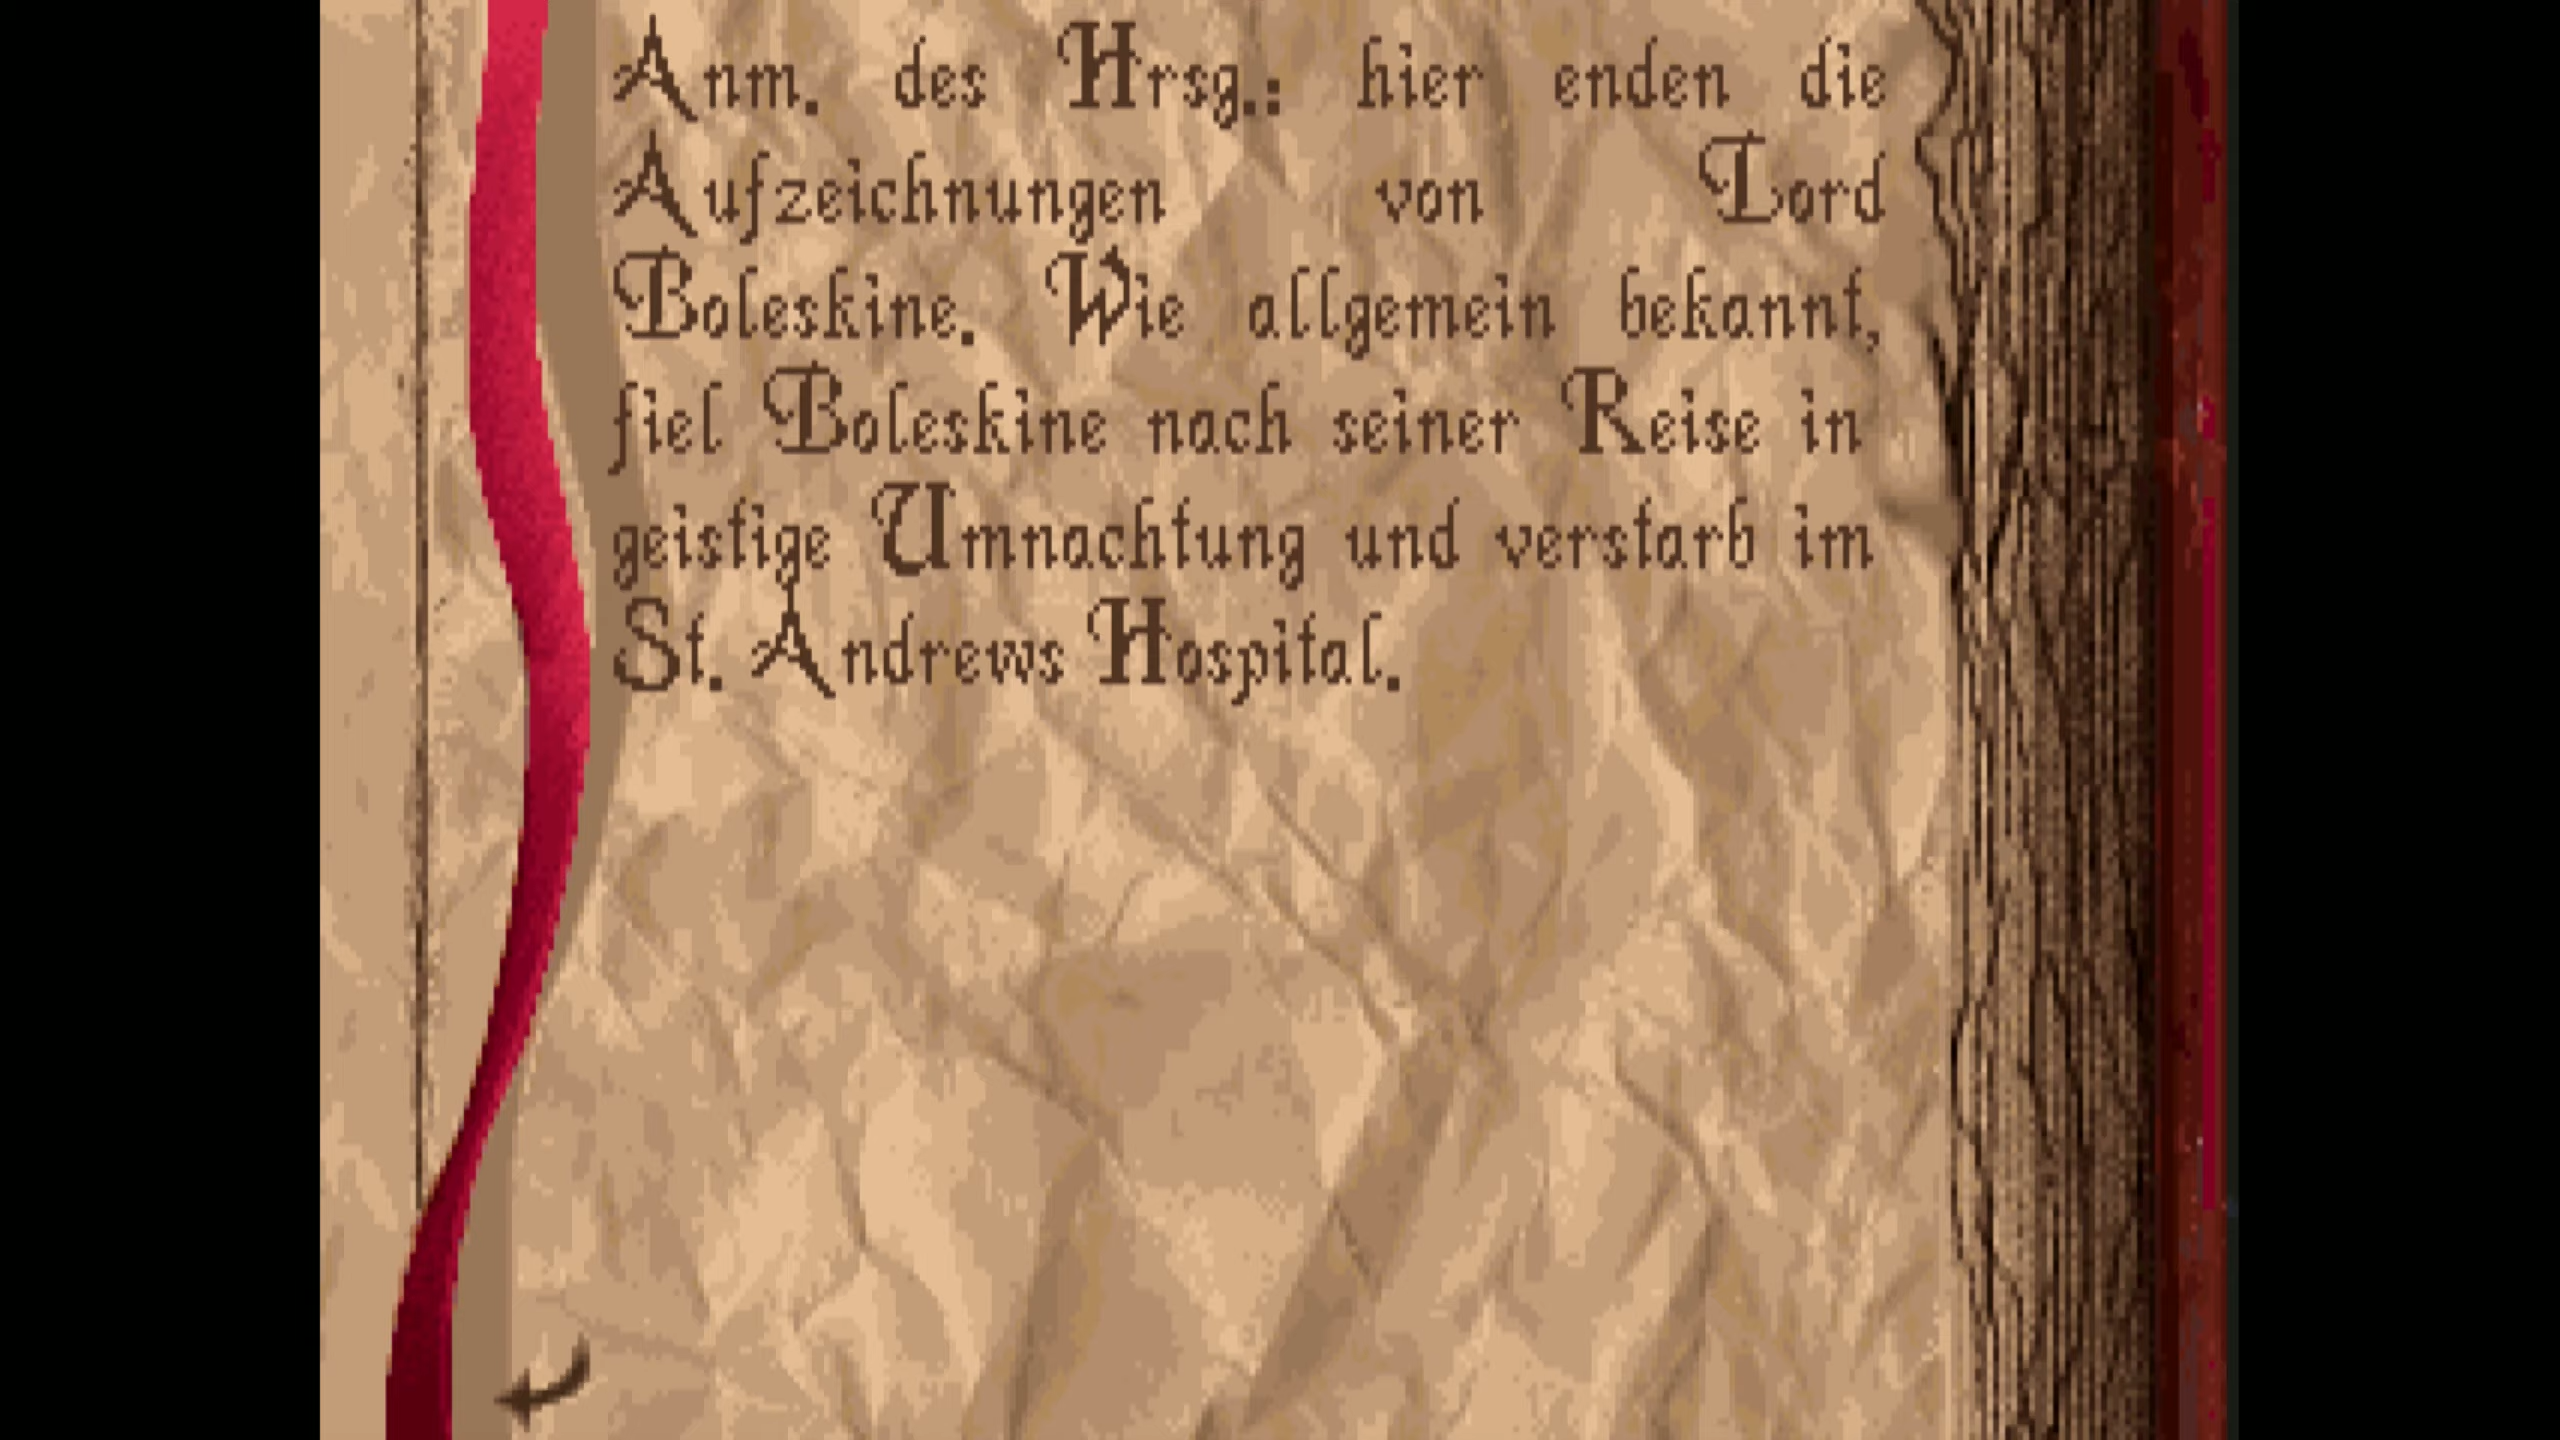 Anm. des Hrsg.: hier enden die
Aufzeichnungen von Lord
Boleskine. Wie allgemein bekannt,
fiel Boleskine nach seiner Reise in
geistige Umnachtung und verstarb im
St. Andrews Hospital.